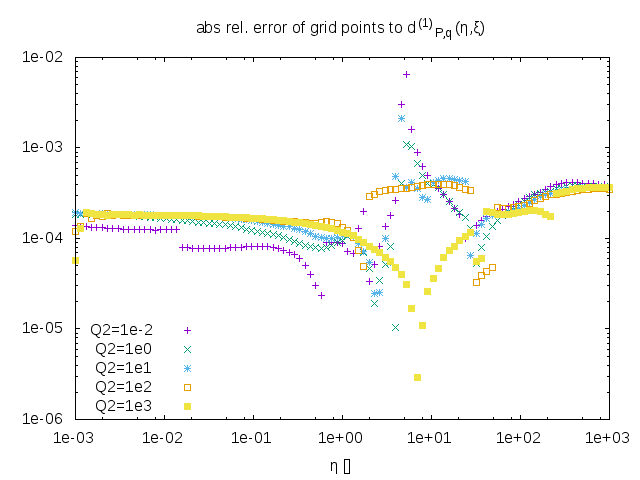 abs rel. error of grid points to d⁽¹⁾P,q(η,ξ)
1e-02
1e-03
1e-04
1e-05
1e-06
Q2=1e-2
Q2=1e0
Q2=1e1
Q2=1e2
Q2=1e3
1e-03 1e-02 1e-01 1e+00 1e+01 1e+02 1e+03
η []